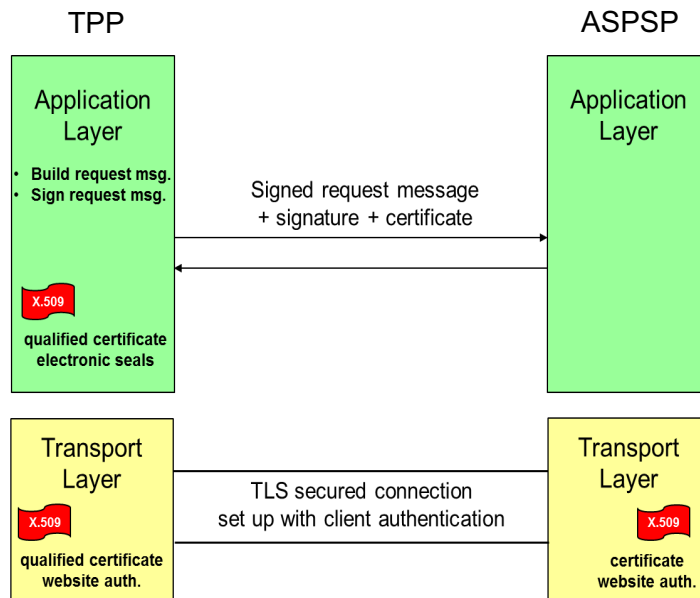 TPP
ASPSP
Application
Layer
• Build request msg.
• Sign request msg.
X.509
qualified certificate
electronic seals
Signed request message
+ signature + certificate
Application
Layer
Transport
Layer
X.509
qualified certificate
website auth.
TLS secured connection
set up with client authentication
Transport
Layer
X.509
certificate
website auth.